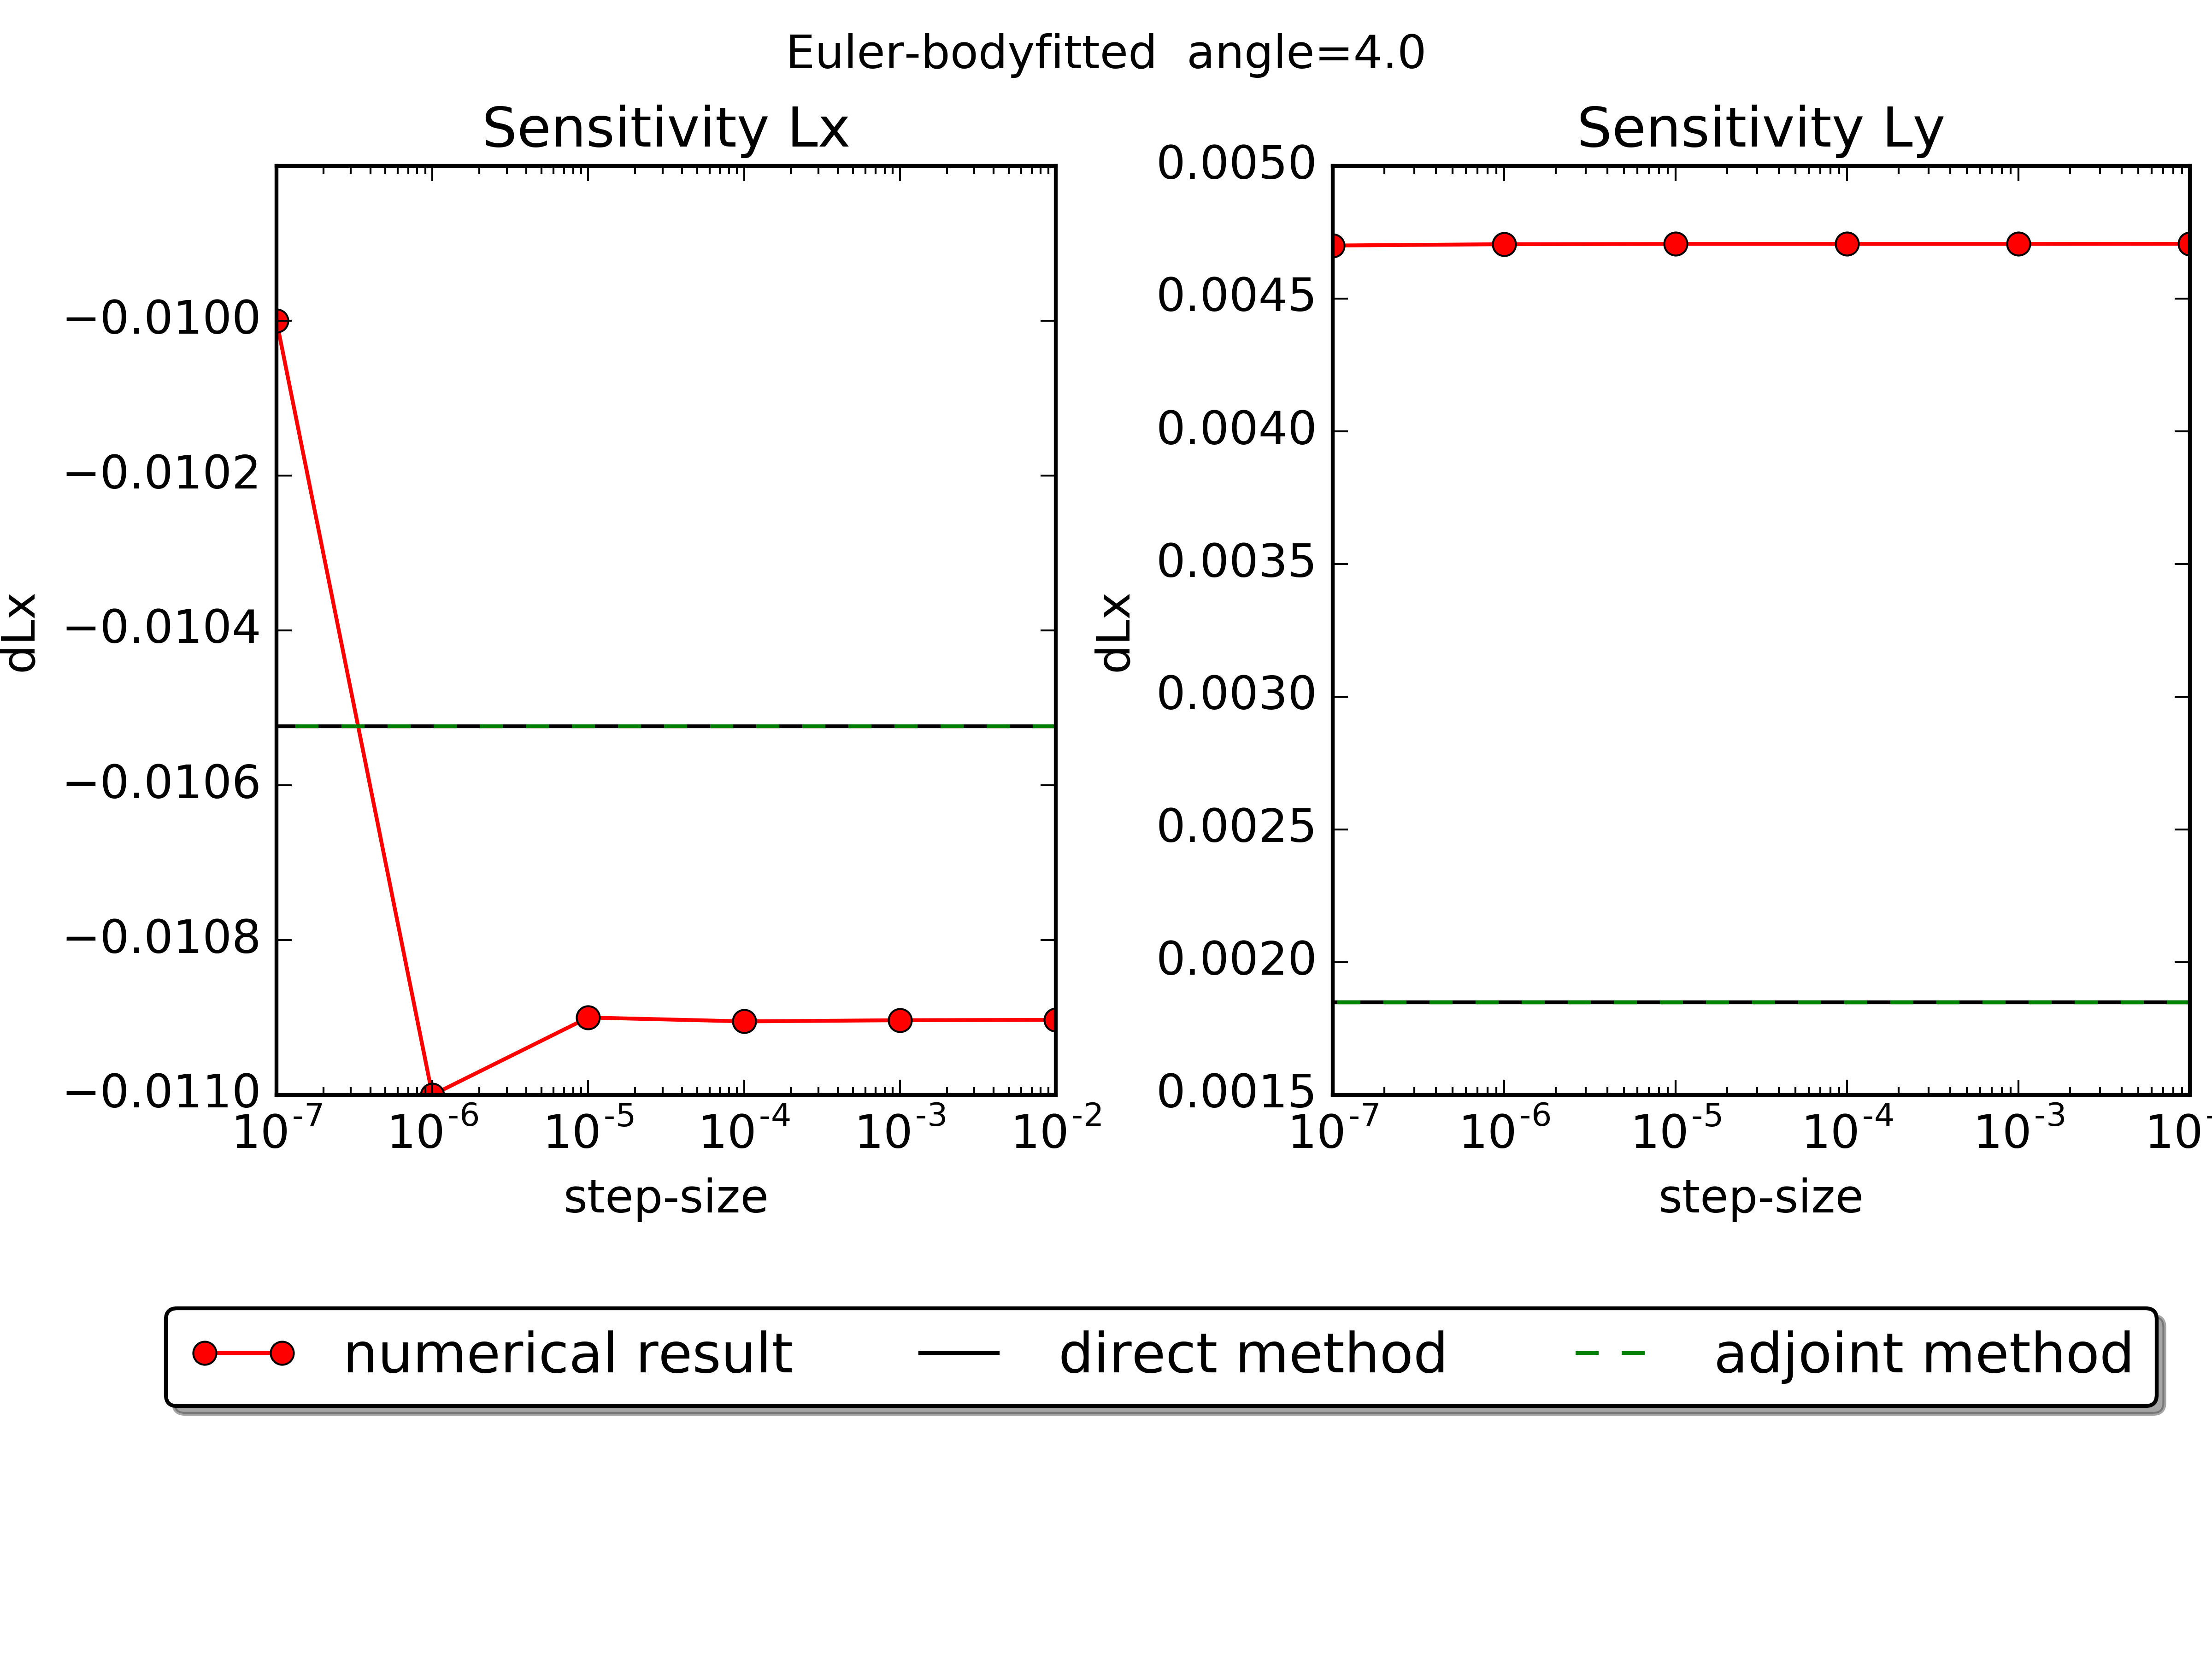 Euler-bodyfitted  angle=4.0
Sensitivity Lx
−0.0100
−0.0102
−0.0104
−0.0106
−0.0108
−0.0110
dLx
10-7 10-6 10-5 10-4 10-3 10-2
step-size
Sensitivity Ly
0.0050
0.0045
0.0040
0.0035
0.0030
0.0025
0.0020
0.0015
dLx
10-7 10-6 10-5 10-4 10-3 10-
step-size
numerical result direct method adjoint method